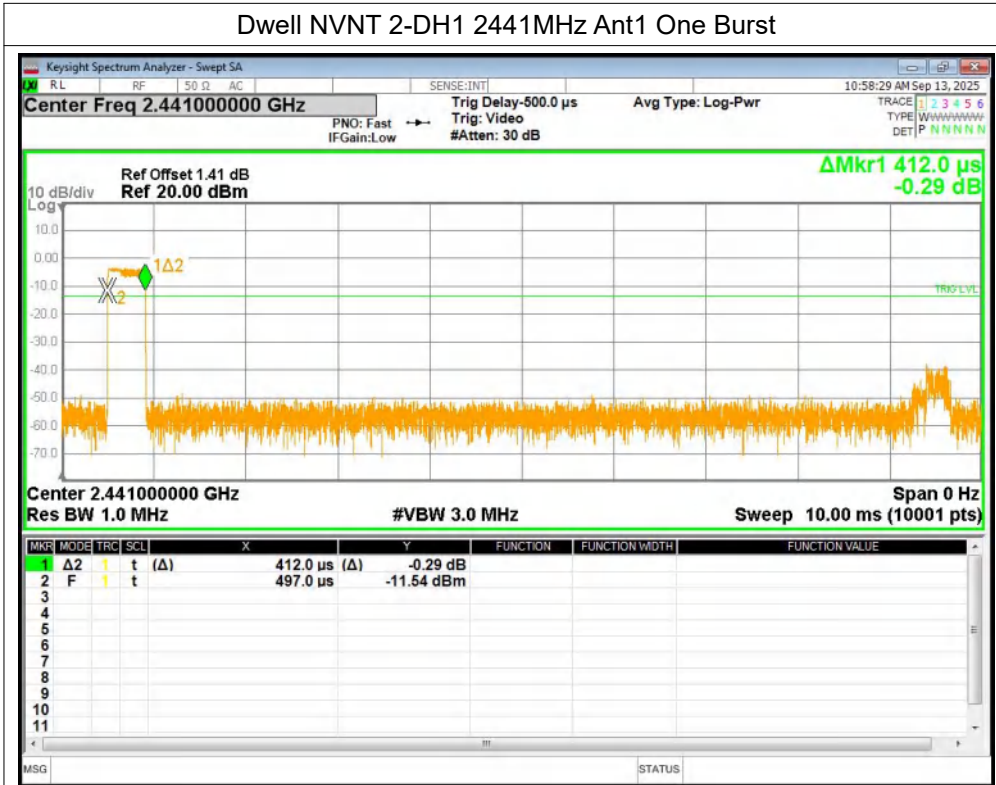 Dwell NVNT 2-DH1 2441MHz Ant1 One Burst
Keysight Spectrum Analyzer - Swept SA
LXI RL RF 50 Ω AC SENSE:INT 10:58:29 AM Sep 13, 2025
Center Freq 2.441000000 GHz
PNO: Fast
IFGain:Low
Trig Delay-500.0 µs
Trig: Video
#Atten: 30 dB
Avg Type: Log-Pwr
TRACE 1 2 3 4 5 6
TYPE WWWWWWW
DET P N N N N N
ΔMkr1 412.0 µs
-0.29 dB
Ref Offset 1.41 dB
10 dB/div Ref 20.00 dBm
Log
10.0
0.00
1Δ2
-10.0
2
TRIG LVL
-20.0
-30.0
-40.0
-50.0
-60.0
-70.0
Center 2.441000000 GHz Span 0 Hz
Res BW 1.0 MHz #VBW 3.0 MHz Sweep 10.00 ms (10001 pts)
MKR MODE TRC SCL X Y FUNCTION FUNCTION WIDTH FUNCTION VALUE
1 Δ2 1 t (Δ) 412.0 µs (Δ) -0.29 dB
2 F 1 t 497.0 µs -11.54 dBm
3
4
5
6
7
8
9
10
11
MSG STATUS